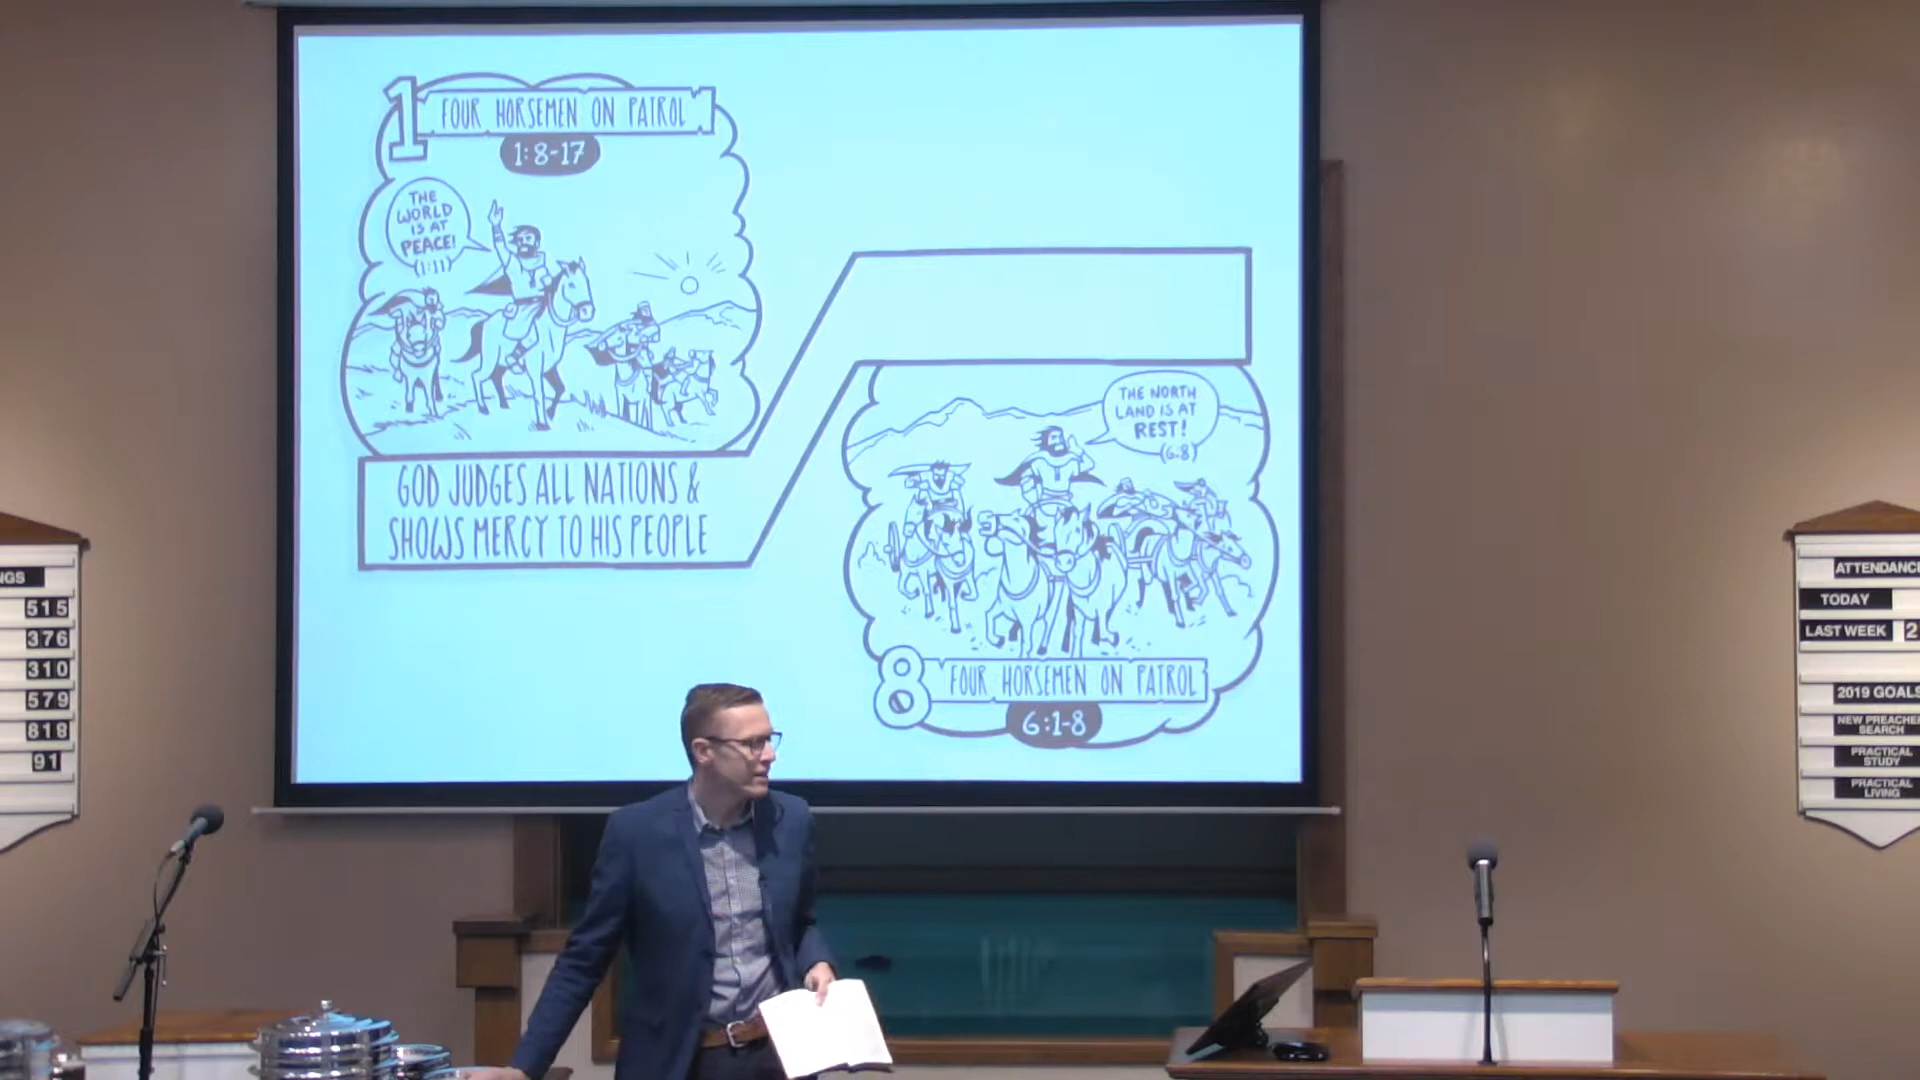 1 FOUR HORSEMEN ON PATROL
1:8-17
THE
WORLD
IS AT
PEACE!
(1:11)
GOD JUDGES ALL NATIONS &
SHOWS MERCY TO HIS PEOPLE
THE NORTH
LAND IS AT
REST!
(6:8)
8 FOUR HORSEMEN ON PATROL
6:1-8
NGS
515
376
310
579
818
91
ATTENDANCE
TODAY
LAST WEEK 2
2019 GOALS
NEW PREACHER
SEARCH
PRACTICAL
STUDY
PRACTICAL
LIVING